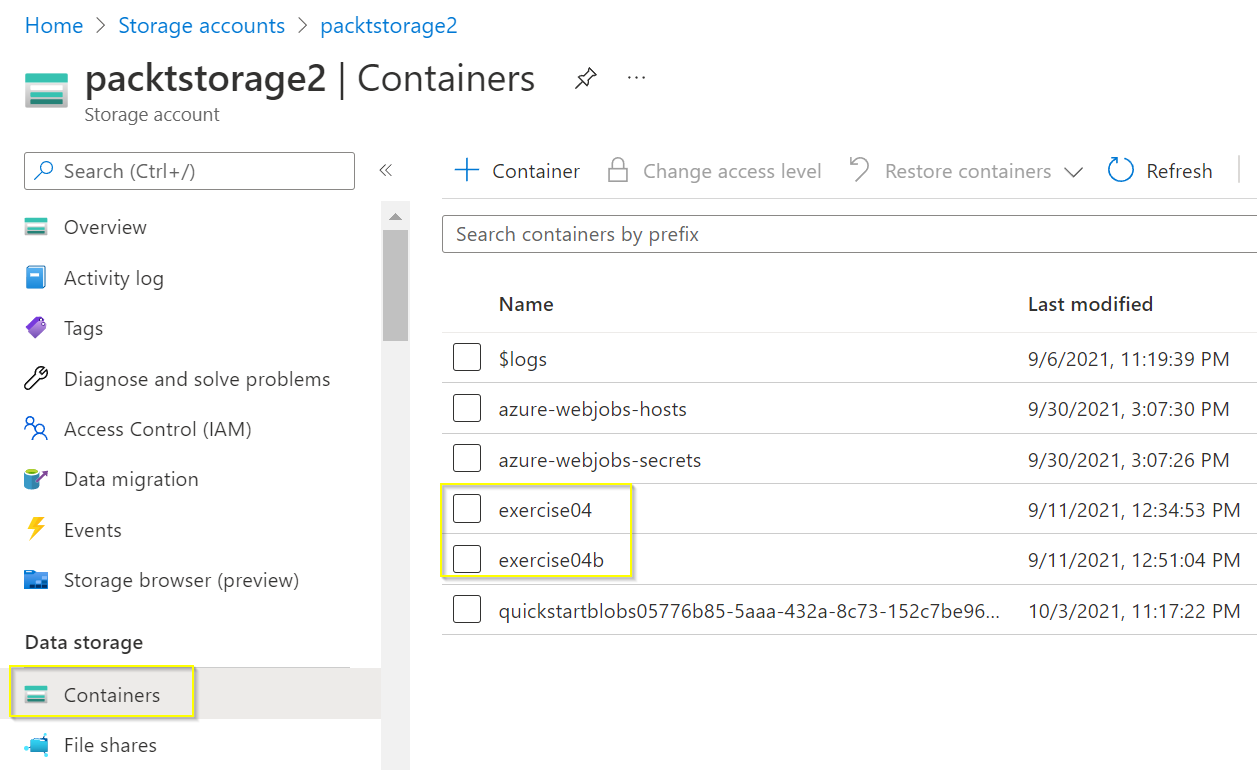 Home > Storage accounts > packtstorage2
packtstorage2 | Containers ...
Storage account
Search (Ctrl+/) «
Overview
Activity log
Tags
Diagnose and solve problems
Access Control (IAM)
Data migration
Events
Storage browser (preview)
Data storage
Containers
File shares
+ Container Change access level Restore containers Refresh
Search containers by prefix
Name Last modified
$logs 9/6/2021, 11:19:39 PM
azure-webjobs-hosts 9/30/2021, 3:07:30 PM
azure-webjobs-secrets 9/30/2021, 3:07:26 PM
exercise04 9/11/2021, 12:34:53 PM
exercise04b 9/11/2021, 12:51:04 PM
quickstartblobs05776b85-5aaa-432a-8c73-152c7be96... 10/3/2021, 11:17:22 PM